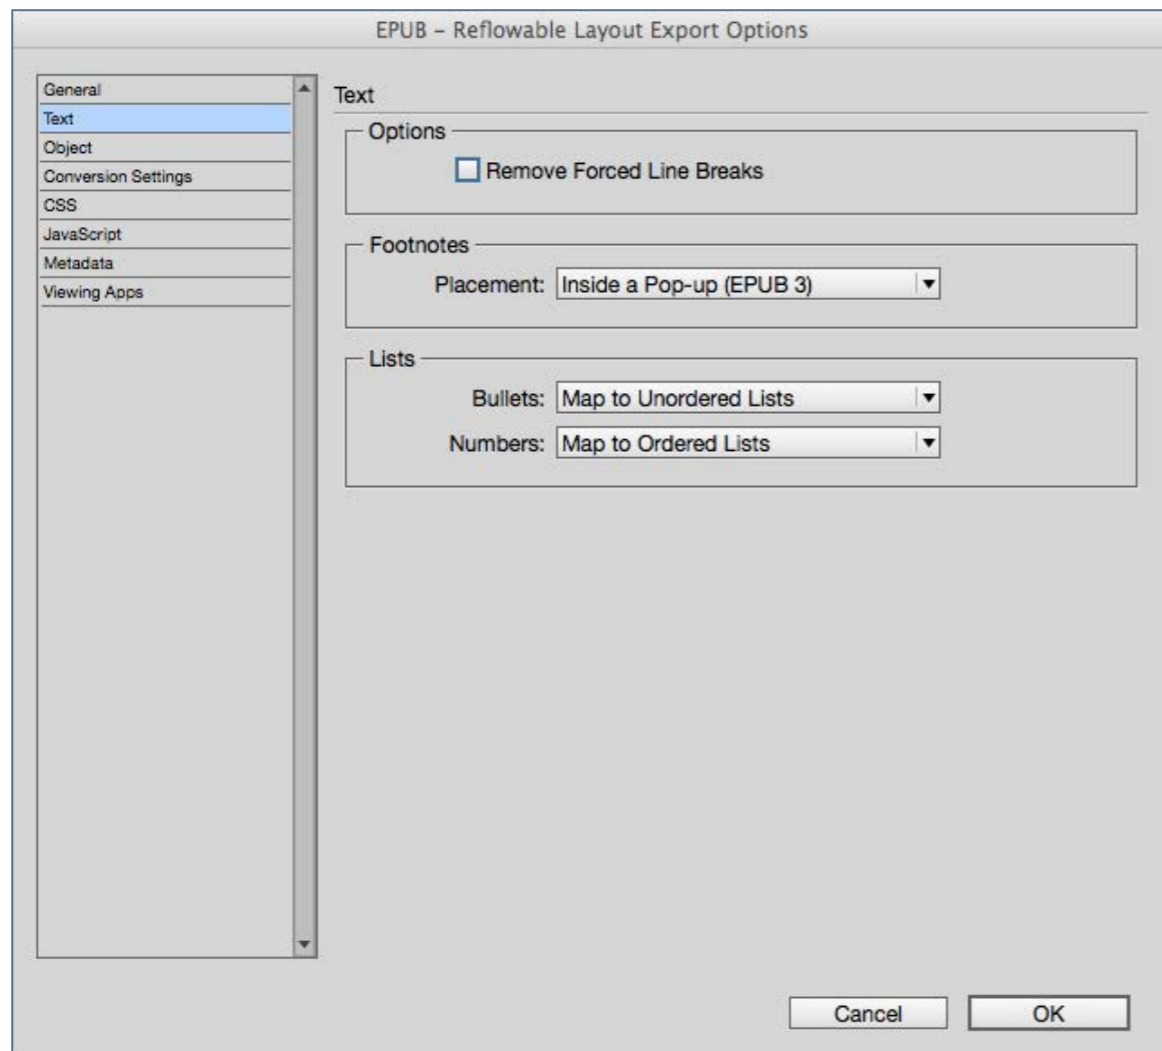 EPUB – Reflowable Layout Export Options
General
Text
Object
Conversion Settings
CSS
JavaScript
Metadata
Viewing Apps
Text
Options
Remove Forced Line Breaks
Footnotes
Placement: Inside a Pop-up (EPUB 3)
Lists
Bullets: Map to Unordered Lists
Numbers: Map to Ordered Lists
Cancel OK